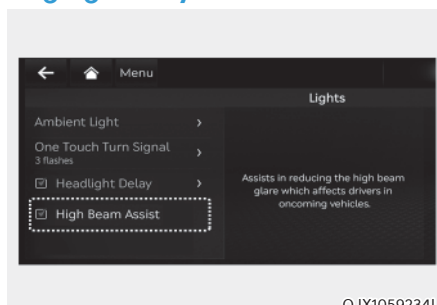 Menu
Lights
Ambient Light
One Touch Turn Signal
3 flashes
Headlight Delay
High Beam Assist
Assists in reducing the high beam
glare which affects drivers in
oncoming vehicles.